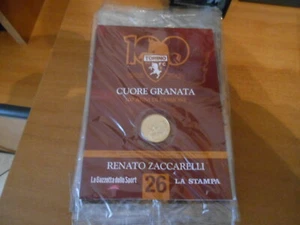 100
TORINO
CUORE GRANATA
RENATO ZACCARELLI
La Gazzetta dello Sport 26 LA STAMPA